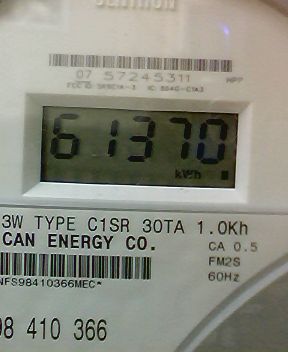 07 57245311
61370
kWh
3W TYPE C1SR 30TA 1.0Kh
CAN ENERGY CO.
CA 0.5
FM2S
60Hz
NFS98410366MEC*
98 410 366